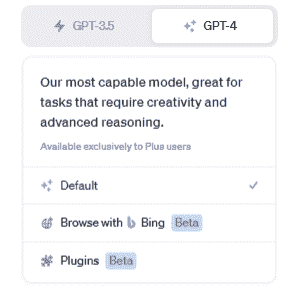 GPT-3.5 GPT-4
Our most capable model, great for
tasks that require creativity and
advanced reasoning.
Available exclusively to Plus users
Default
Browse with Bing Beta
Plugins Beta